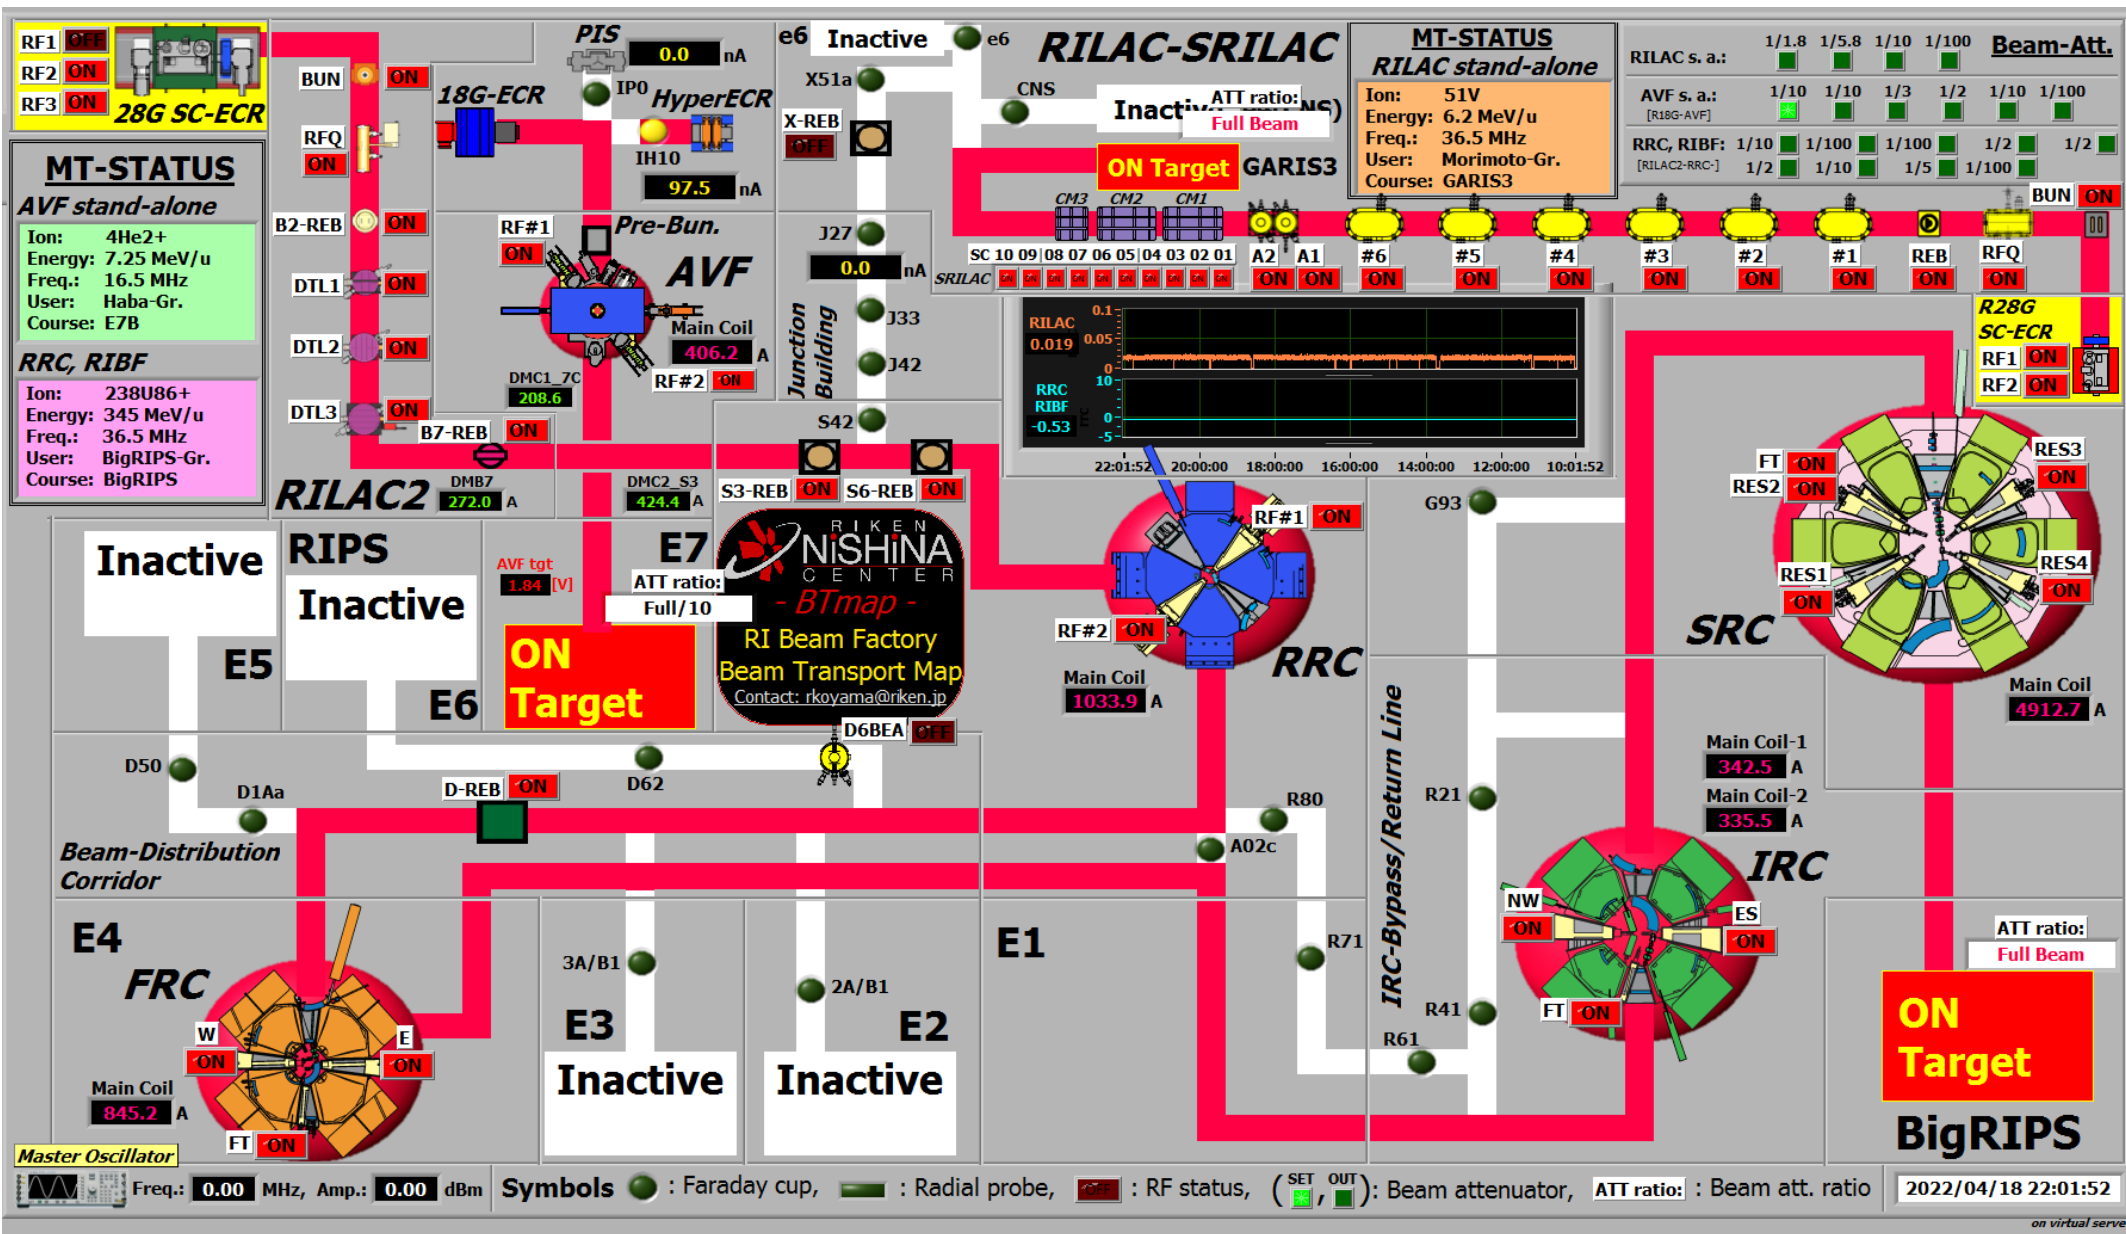 RF1 OFF
RF2 ON
RF3 ON
28G SC-ECR
MT-STATUS
AVF stand-alone
Ion: 4He2+
Energy: 7.25 MeV/u
Freq.: 16.5 MHz
User: Haba-Gr.
Course: E7B
RRC, RIBF
Ion: 238U86+
Energy: 345 MeV/u
Freq.: 36.5 MHz
User: BigRIPS-Gr.
Course: BigRIPS
BUN ON
RFQ
ON
B2-REB ON
DTL1 ON
DTL2 ON
DTL3 ON
B7-REB ON
RILAC2
DMB7
272.0 A
PIS
0.0 nA
IP0
18G-ECR
HyperECR
IH10
97.5 nA
RF#1
ON
Pre-Bun.
AVF
Main Coil
406.2 A
RF#2 ON
DMC1_7C
208.6
DMC2_S3
424.4 A
e6 Inactive e6
X51a
X-REB
OFF
J27
0.0 nA
J33
J42
Junction
Building
S42
S3-REB ON
S6-REB ON
RILAC-SRILAC
CNS
ATT ratio:
Full Beam
ON Target GARIS3
MT-STATUS
RILAC stand-alone
Ion: 51V
Energy: 6.2 MeV/u
Freq.: 36.5 MHz
User: Morimoto-Gr.
Course: GARIS3
Beam-Att.
RILAC s. a.: 1/1.8 1/5.8 1/10 1/100
AVF s. a.: 1/10 1/10 1/3 1/2 1/10 1/100
[R18G-AVF]
RRC, RIBF: 1/10 1/100 1/100 1/2 1/2
[RILAC2-RRC-] 1/2 1/10 1/5 1/100
BUN ON
CM3 CM2 CM1
SC 10 09|08 07 06 05|04 03 02 01
SRILAC ON ON ON ON ON ON ON ON ON ON
A2 A1 #6 #5 #4 #3 #2 #1 REB RFQ
ON ON ON ON ON ON ON ON ON ON
R28G
SC-ECR
RF1 ON
RF2 ON
RILAC
0.019
0.1
0.05
0
RRC
RIBF
-0.53
10
0
-5
22:01:52 20:00:00 18:00:00 16:00:00 14:00:00 12:00:00 10:01:52
Inactive
E5
RIPS
Inactive
E6
AVF tgt
1.84 [V]
E7
ATT ratio:
Full/10
ON
Target
RIKEN
NiSHiNA
CENTER
- BTmap -
RI Beam Factory
Beam Transport Map
Contact: rkoyama@riken.jp
D6BEA OFF
RF#1 ON
RF#2 ON
RRC
Main Coil
1033.9 A
G93
FT ON
RES2 ON
RES3
ON
RES1
ON
RES4
ON
SRC
Main Coil
4912.7 A
IRC-Bypass/Return Line
Main Coil-1
342.5 A
Main Coil-2
335.5 A
IRC
NW
ON
ES
ON
FT ON
D50
D1Aa
D-REB ON
D62
R80
A02c
R21
R71
R41
R61
Beam-Distribution
Corridor
E4
FRC
W
ON
E
ON
Main Coil
845.2 A
FT ON
3A/B1
E3
Inactive
2A/B1
E2
Inactive
E1
ATT ratio:
Full Beam
ON
Target
BigRIPS
Master Oscillator
Freq.: 0.00 MHz, Amp.: 0.00 dBm
Symbols : Faraday cup, : Radial probe, OFF : RF status, (SET, OUT): Beam attenuator, ATT ratio: : Beam att. ratio
2022/04/18 22:01:52
on virtual serve